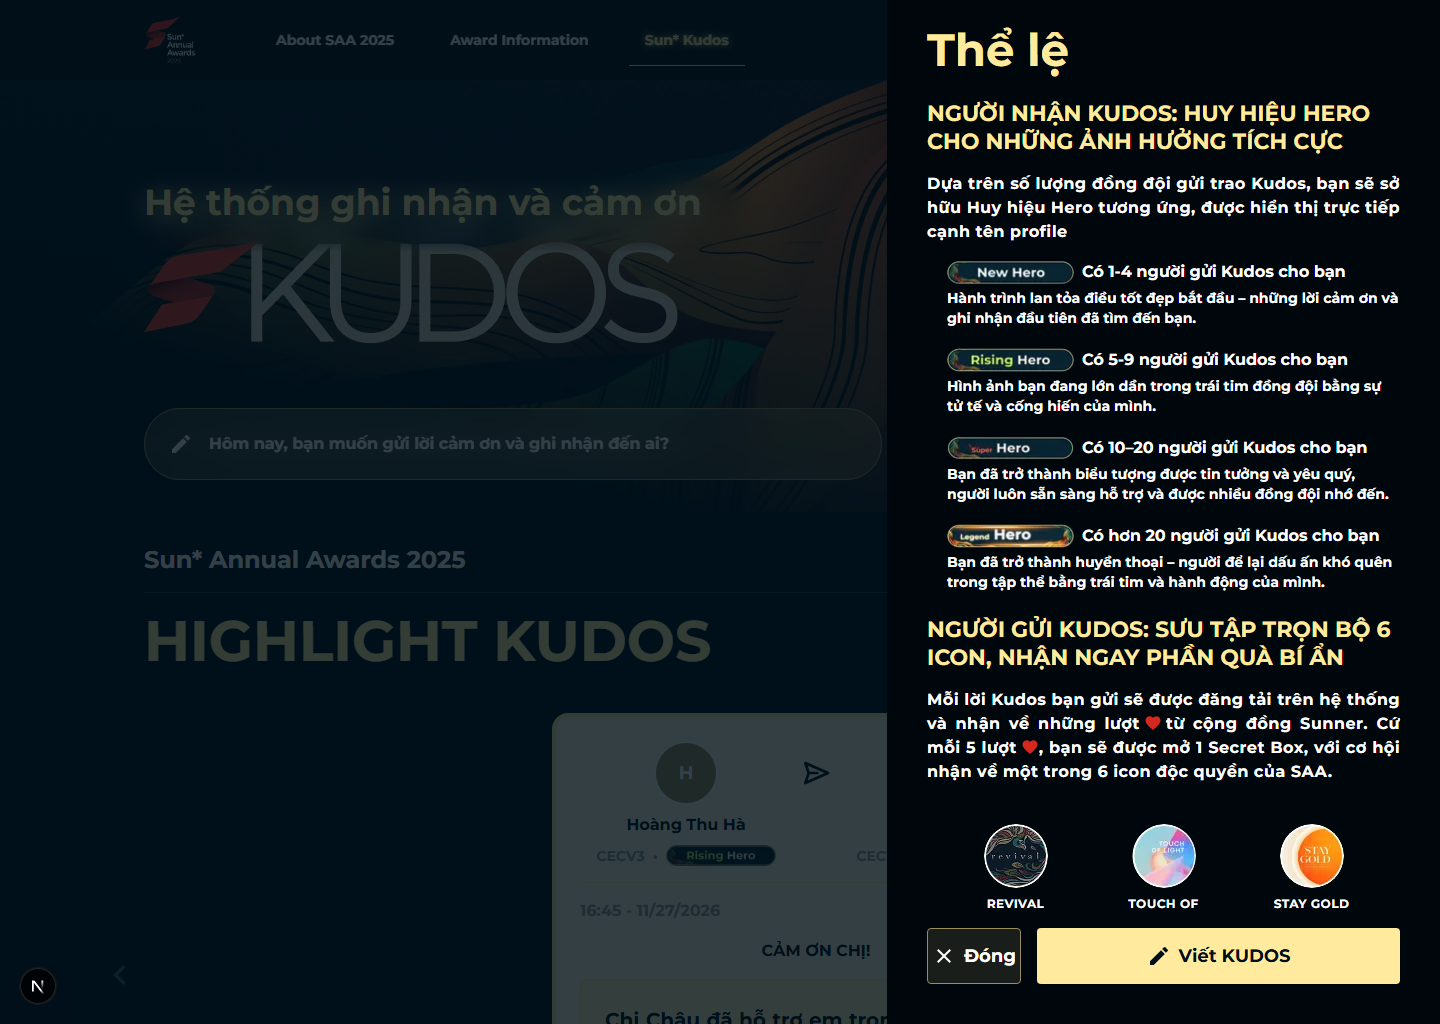 Sun*
Annual
Awards
2025
About SAA 2025
Award Information
Sun* Kudos
Hệ thống ghi nhận và cảm ơn
KUDOS
Hôm nay, bạn muốn gửi lời cảm ơn và ghi nhận đến ai?
Sun* Annual Awards 2025
HIGHLIGHT KUDOS
H
Hoàng Thu Hà
CECV3 • Rising Hero
CEC
16:45 - 11/27/2026
CẢM ƠN CHỊ!
Chị Châu đã hỗ trợ em tron
N
Thể lệ
NGƯỜI NHẬN KUDOS: HUY HIỆU HERO
CHO NHỮNG ẢNH HƯỞNG TÍCH CỰC
Dựa trên số lượng đồng đội gửi trao Kudos, bạn sẽ sở
hữu Huy hiệu Hero tương ứng, được hiển thị trực tiếp
cạnh tên profile
New Hero Có 1-4 người gửi Kudos cho bạn
Hành trình lan tỏa điều tốt đẹp bắt đầu – những lời cảm ơn và
ghi nhận đầu tiên đã tìm đến bạn.
Rising Hero Có 5-9 người gửi Kudos cho bạn
Hình ảnh bạn đang lớn dần trong trái tim đồng đội bằng sự
tử tế và cống hiến của mình.
Super Hero Có 10–20 người gửi Kudos cho bạn
Bạn đã trở thành biểu tượng được tin tưởng và yêu quý,
người luôn sẵn sàng hỗ trợ và được nhiều đồng đội nhớ đến.
Legend Hero Có hơn 20 người gửi Kudos cho bạn
Bạn đã trở thành huyền thoại – người để lại dấu ấn khó quên
trong tập thể bằng trái tim và hành động của mình.
NGƯỜI GỬI KUDOS: SƯU TẬP TRỌN BỘ 6
ICON, NHẬN NGAY PHẦN QUÀ BÍ ẨN
Mỗi lời Kudos bạn gửi sẽ được đăng tải trên hệ thống
và nhận về những lượt ❤ từ cộng đồng Sunner. Cứ
mỗi 5 lượt ❤, bạn sẽ được mở 1 Secret Box, với cơ hội
nhận về một trong 6 icon độc quyền của SAA.
revival
TOUCH
OF LIGHT
STAY
GOLD
REVIVAL
TOUCH OF
STAY GOLD
Đóng
Viết KUDOS